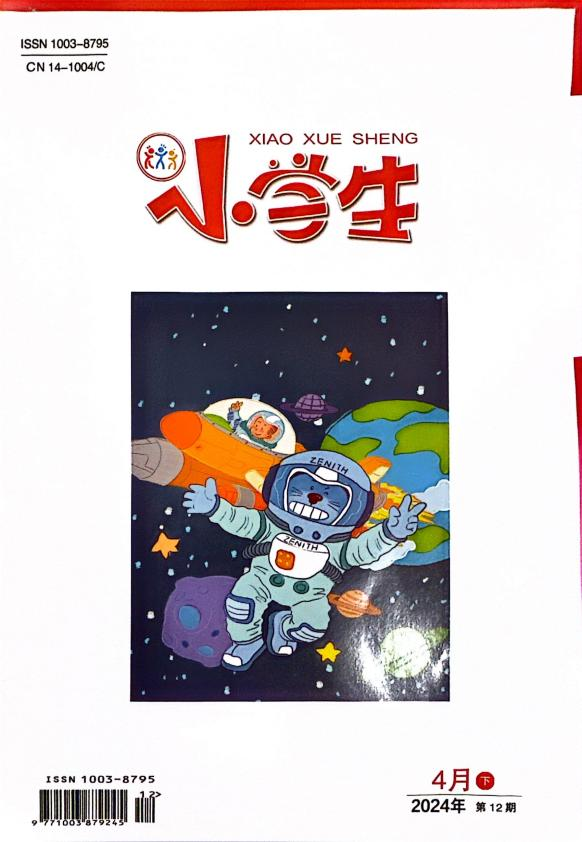 ISSN 1003-8795
CN 14-1004/C
XIAO XUE SHENG
小学生
ZENITH
ZENITH
ISSN 1003-8795
12>
9 771003 879245
4月下
2024年 第12期